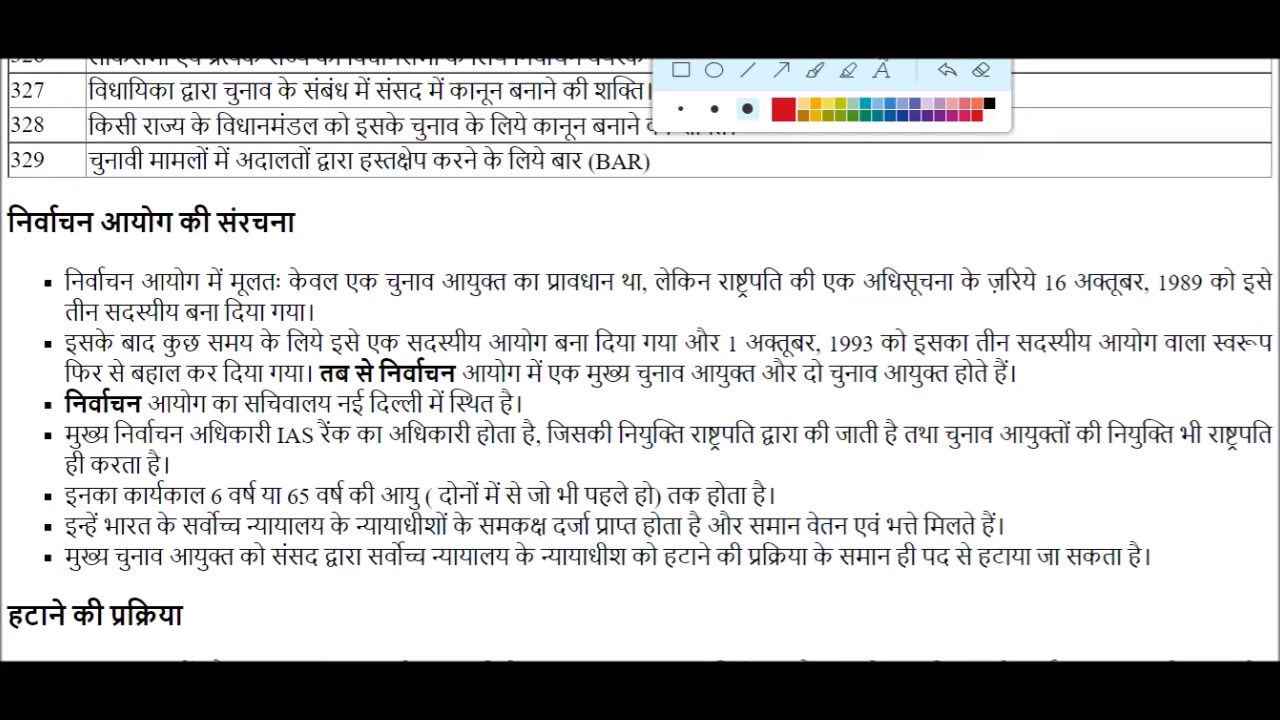 327 विधायिका द्वारा चुनाव के संबंध में संसद में कानून बनाने की शक्ति।
328 किसी राज्य के विधानमंडल को इसके चुनाव के लिये कानून बनाने
329 चुनावी मामलों में अदालतों द्वारा हस्तक्षेप करने के लिये बार (BAR)
निर्वाचन आयोग की संरचना
▪ निर्वाचन आयोग में मूलतः केवल एक चुनाव आयुक्त का प्रावधान था, लेकिन राष्ट्रपति की एक अधिसूचना के ज़रिये 16 अक्तूबर, 1989 को इसे
तीन सदस्यीय बना दिया गया।
▪ इसके बाद कुछ समय के लिये इसे एक सदस्यीय आयोग बना दिया गया और 1 अक्तूबर, 1993 को इसका तीन सदस्यीय आयोग वाला स्वरूप
फिर से बहाल कर दिया गया। तब से निर्वाचन आयोग में एक मुख्य चुनाव आयुक्त और दो चुनाव आयुक्त होते हैं।
▪ निर्वाचन आयोग का सचिवालय नई दिल्ली में स्थित है।
▪ मुख्य निर्वाचन अधिकारी IAS रैंक का अधिकारी होता है, जिसकी नियुक्ति राष्ट्रपति द्वारा की जाती है तथा चुनाव आयुक्तों की नियुक्ति भी राष्ट्रपति
ही करता है।
▪ इनका कार्यकाल 6 वर्ष या 65 वर्ष की आयु ( दोनों में से जो भी पहले हो) तक होता है।
▪ इन्हें भारत के सर्वोच्च न्यायालय के न्यायाधीशों के समकक्ष दर्जा प्राप्त होता है और समान वेतन एवं भत्ते मिलते हैं।
▪ मुख्य चुनाव आयुक्त को संसद द्वारा सर्वोच्च न्यायालय के न्यायाधीश को हटाने की प्रक्रिया के समान ही पद से हटाया जा सकता है।
हटाने की प्रक्रिया